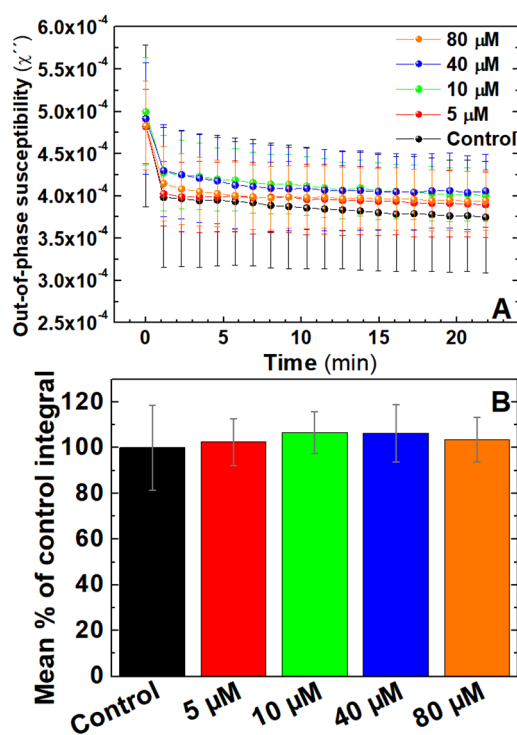 Out-of-phase susceptibility (χ´´)
6.0x10⁻⁴
5.5x10⁻⁴
5.0x10⁻⁴
4.5x10⁻⁴
4.0x10⁻⁴
3.5x10⁻⁴
3.0x10⁻⁴
2.5x10⁻⁴
80 µM
40 µM
10 µM
5 µM
Control
A
0 5 10 15 20
Time (min)
B
Mean % of control integral
120
100
80
60
40
20
0
Control 5 µM 10 µM 40 µM 80 µM